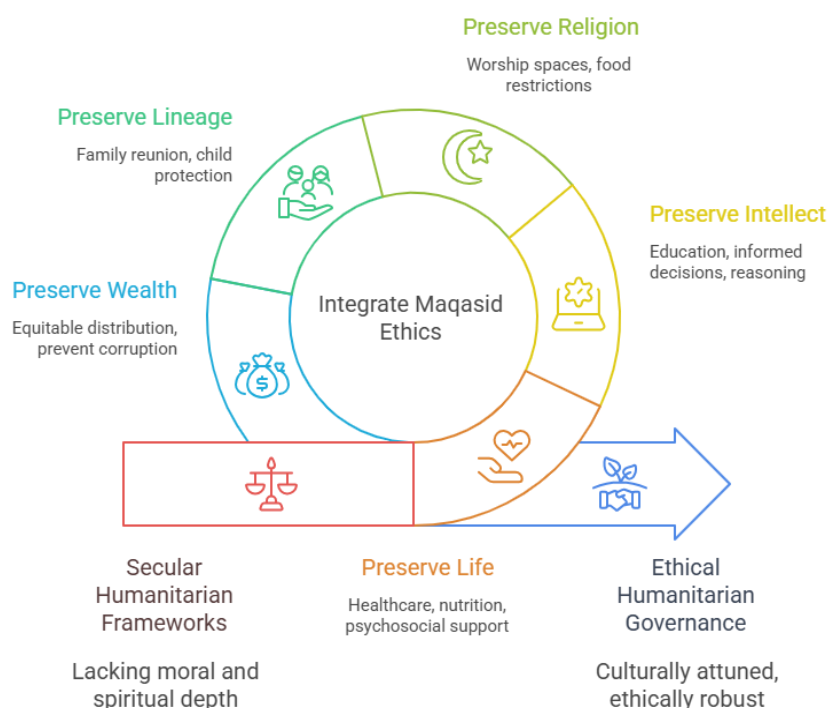 Preserve Religion
Worship spaces, food
restrictions
Preserve Lineage
Family reunion, child
protection
Preserve Intellect
Education, informed
decisions, reasoning
Preserve Wealth
Equitable distribution,
prevent corruption
Integrate Maqasid
Ethics
$
Secular
Humanitarian
Frameworks
Lacking moral and
spiritual depth
Preserve Life
Healthcare, nutrition,
psychosocial support
Ethical
Humanitarian
Governance
Culturally attuned,
ethically robust